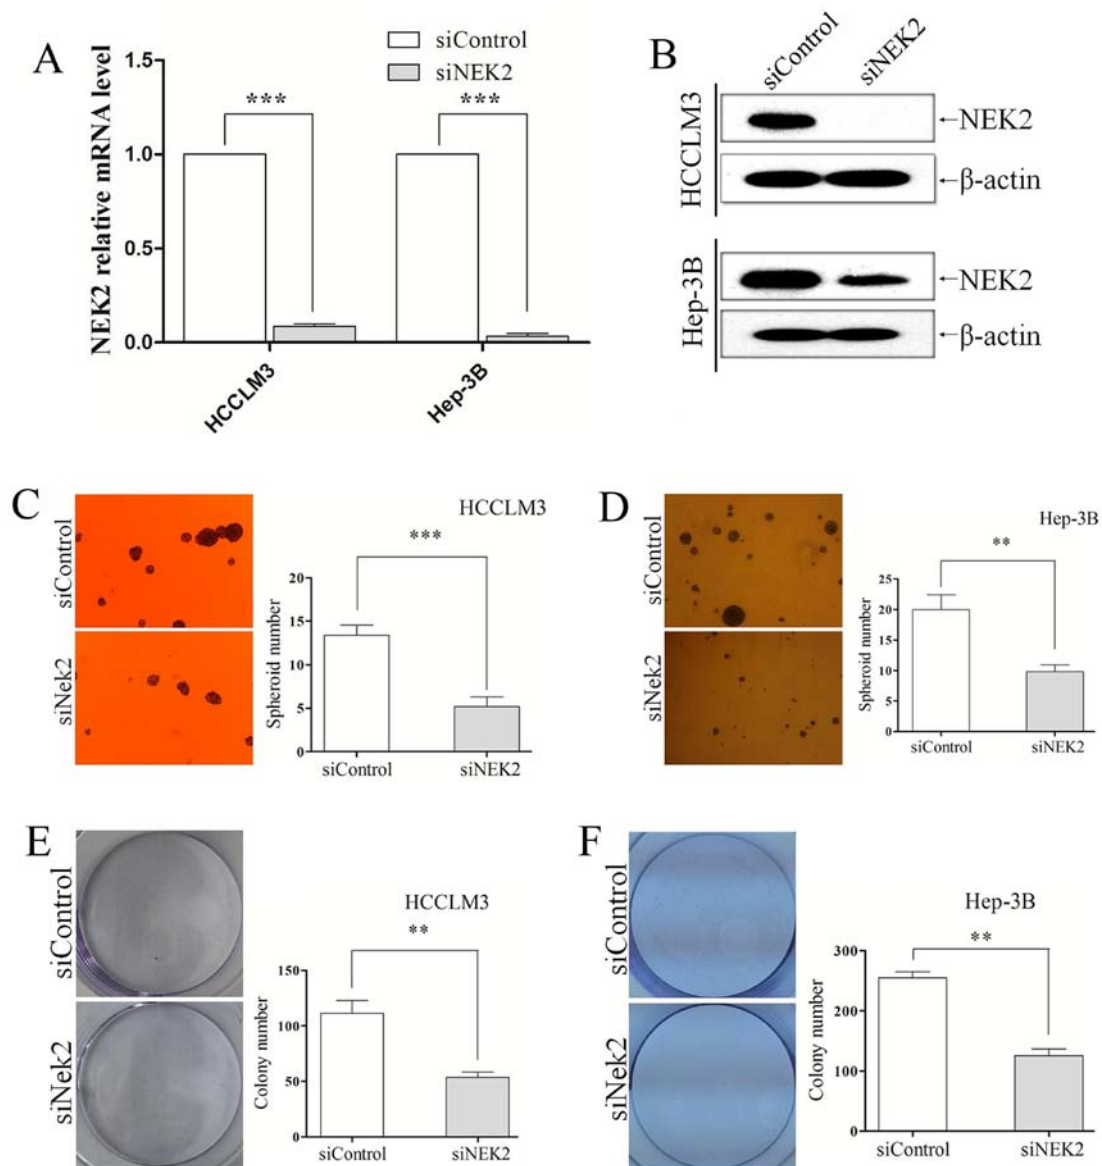 A
siControl
siNEK2
NEK2 relative mRNA level
1.5
1.0
0.5
0.0
***
***
HCCLM3
Hep-3B
B
siControl
siNEK2
HCCLM3
←NEK2
←β-actin
Hep-3B
←NEK2
←β-actin
C
siControl
siNek2
HCCLM3
***
Spheroid number
20
15
10
5
0
siControl
siNEK2
D
siControl
siNek2
Hep-3B
**
Spheroid number
25
20
15
10
5
0
siControl
siNEK2
E
siControl
siNek2
HCCLM3
**
Colony number
150
100
50
0
siControl
siNEK2
F
siControl
siNek2
Hep-3B
**
Colony number
300
200
100
0
siControl
siNEK2